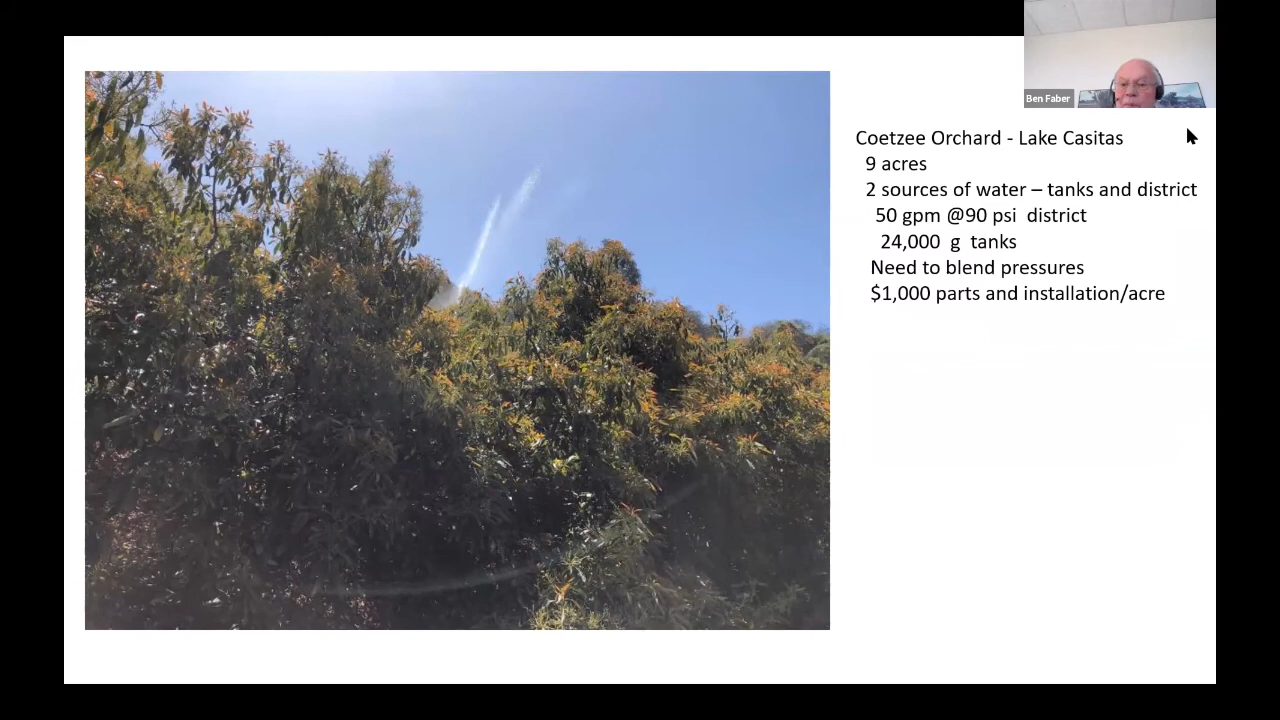 Ben Faber
Coetzee Orchard - Lake Casitas
9 acres
2 sources of water – tanks and district
50 gpm @90 psi district
24,000 g tanks
Need to blend pressures
$1,000 parts and installation/acre